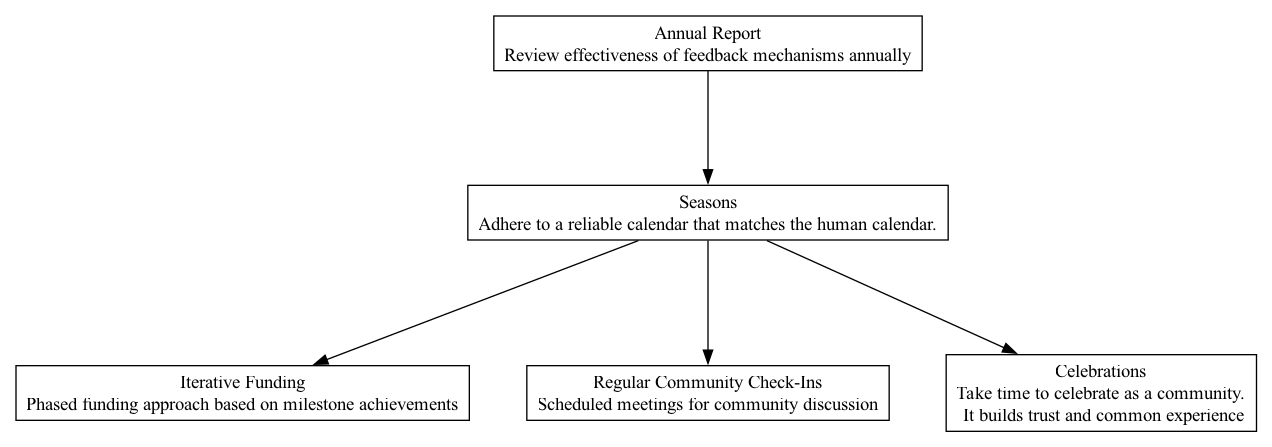 Annual Report
Review effectiveness of feedback mechanisms annually
Seasons
Adhere to a reliable calendar that matches the human calendar.
Iterative Funding
Phased funding approach based on milestone achievements
Regular Community Check-Ins
Scheduled meetings for community discussion
Celebrations
Take time to celebrate as a community.
It builds trust and common experience